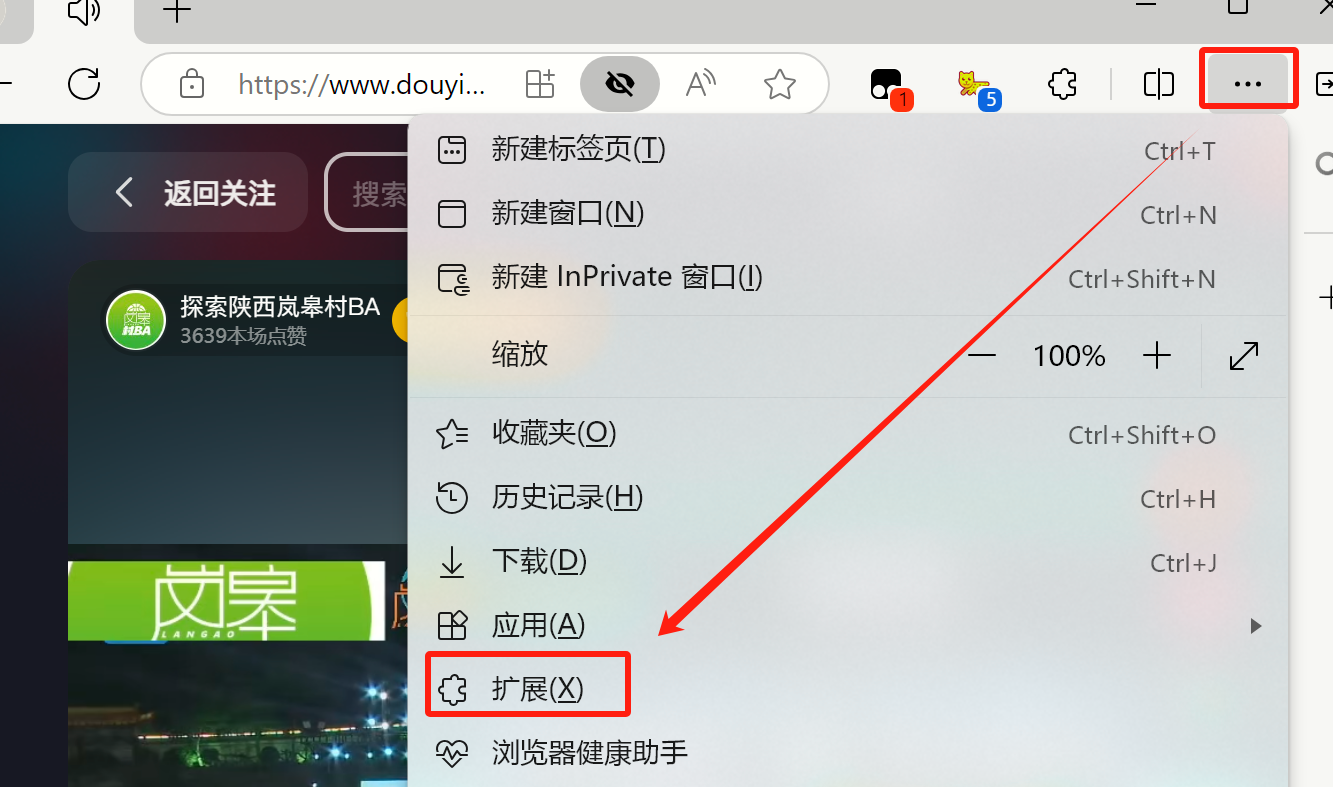 https://www.douyi...
1
5
返回关注
搜索
探索陕西岚皋村BA
3639本场点赞
HBA
LANGAO
新建标签页(T) Ctrl+T
新建窗口(N) Ctrl+N
新建 InPrivate 窗口(I) Ctrl+Shift+N
缩放 100%
收藏夹(O) Ctrl+Shift+O
历史记录(H) Ctrl+H
下载(D) Ctrl+J
应用(A)
扩展(X)
浏览器健康助手